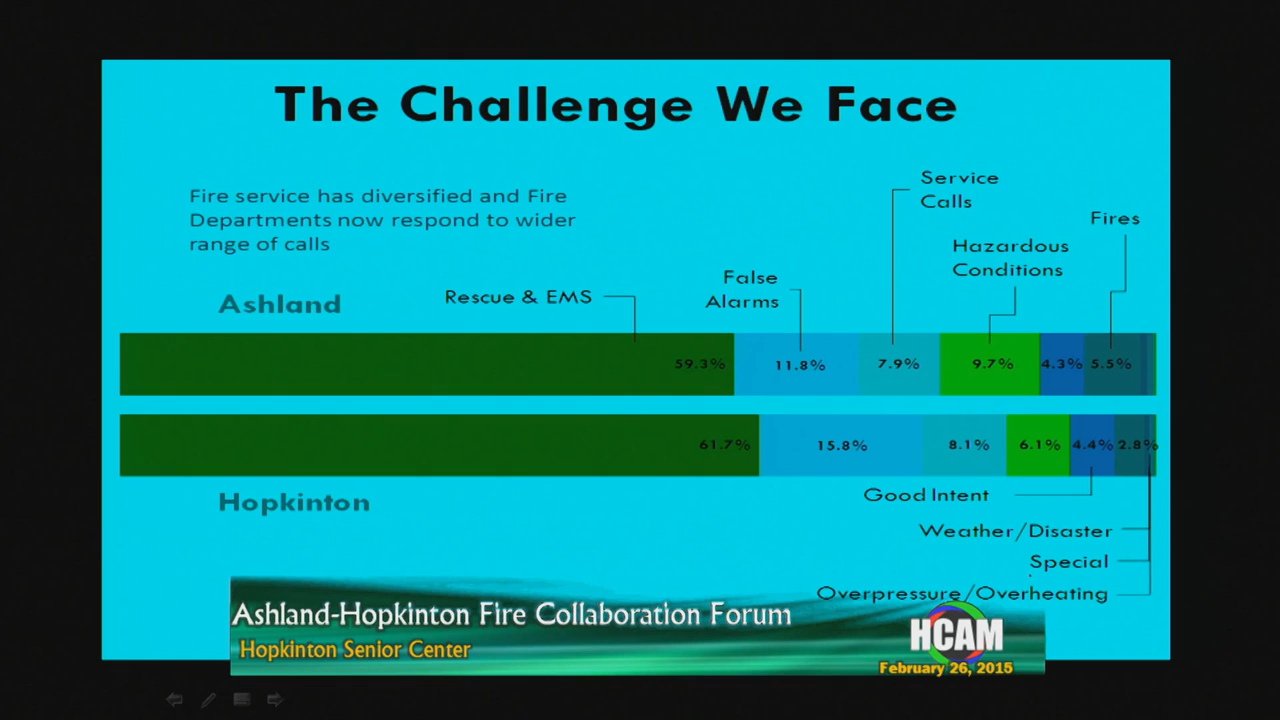 The Challenge We Face
Fire service has diversified and Fire
Departments now respond to wider
range of calls
Service
Calls
Fires
Hazardous
Conditions
False
Alarms
Rescue & EMS
Ashland
59.3% 11.8% 7.9% 9.7% 4.3% 5.5%
61.7% 15.8% 8.1% 6.1% 4.4% 2.8%
Hopkinton
Good Intent
Weather/Disaster
Special
Overpressure/Overheating
Ashland-Hopkinton Fire Collaboration Forum
Hopkinton Senior Center
HCAM
February 26, 2015